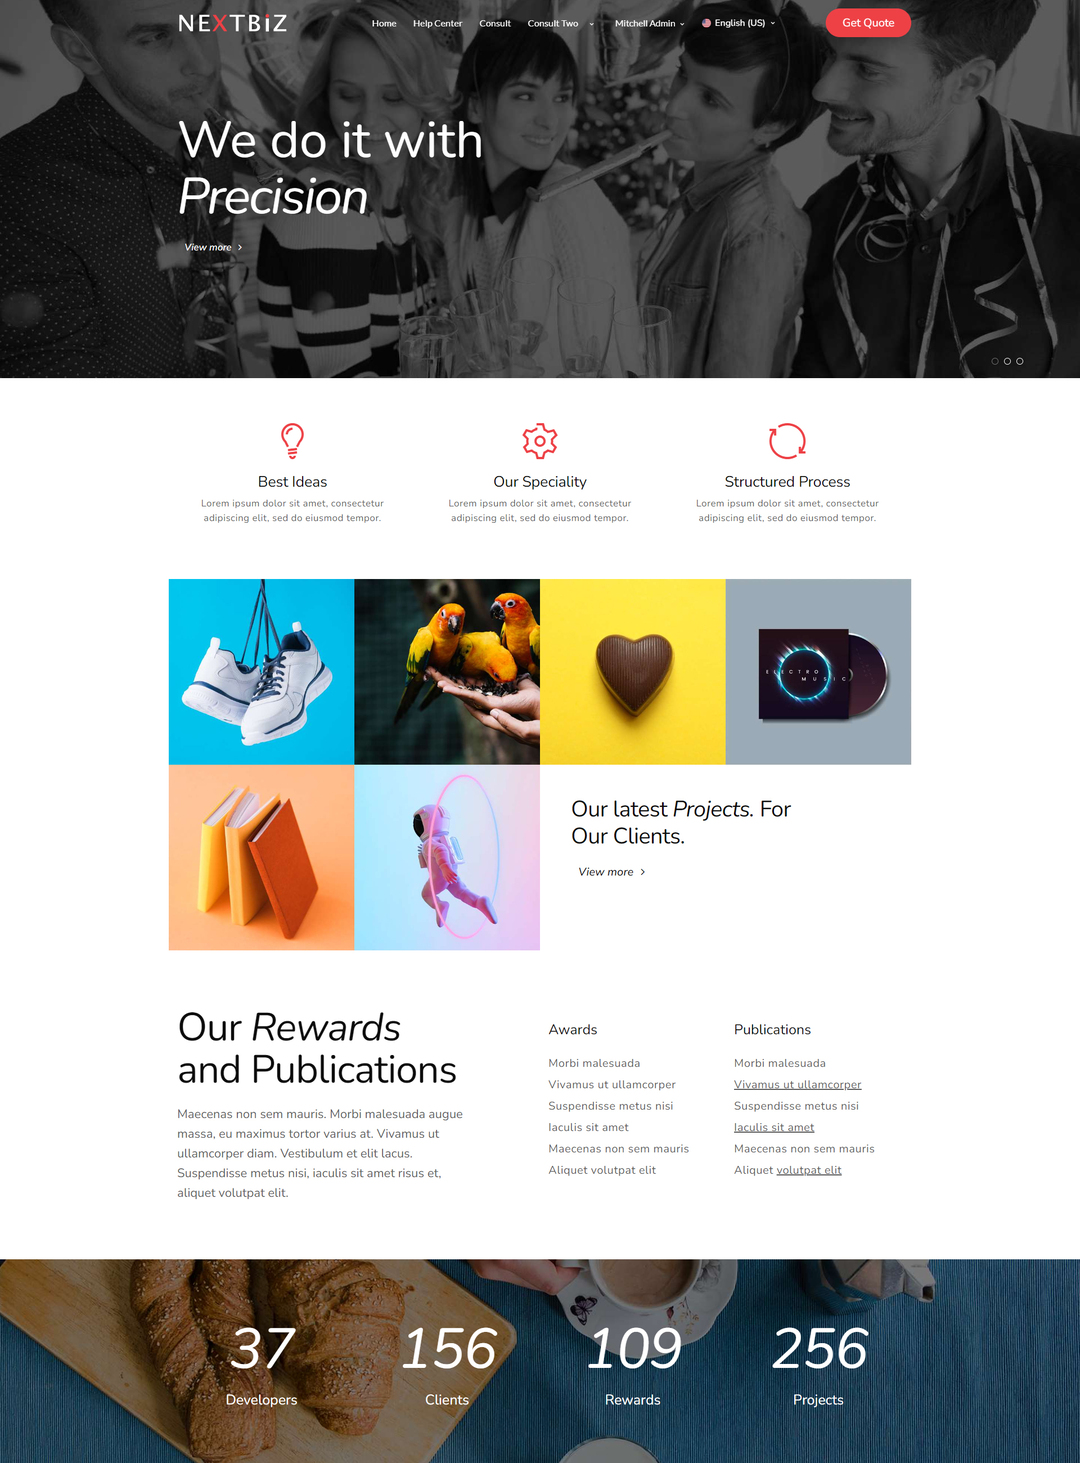 NEXTBIZ
Home Help Center Consult Consult Two Mitchell Admin English (US) Get Quote
We do it with
Precision
View more
Best Ideas
Lorem ipsum dolor sit amet, consectetur
adipiscing elit, sed do eiusmod tempor.
Our Speciality
Lorem ipsum dolor sit amet, consectetur
adipiscing elit, sed do eiusmod tempor.
Structured Process
Lorem ipsum dolor sit amet, consectetur
adipiscing elit, sed do eiusmod tempor.
ELECTRO
MUSIC
Our latest Projects. For
Our Clients.
View more
Our Rewards
and Publications
Maecenas non sem mauris. Morbi malesuada augue
massa, eu maximus tortor varius at. Vivamus ut
ullamcorper diam. Vestibulum et elit lacus.
Suspendisse metus nisi, iaculis sit amet risus et,
aliquet volutpat elit.
Awards
Morbi malesuada
Vivamus ut ullamcorper
Suspendisse metus nisi
Iaculis sit amet
Maecenas non sem mauris
Aliquet volutpat elit
Publications
Morbi malesuada
Vivamus ut ullamcorper
Suspendisse metus nisi
Iaculis sit amet
Maecenas non sem mauris
Aliquet volutpat elit
37
Developers
156
Clients
109
Rewards
256
Projects